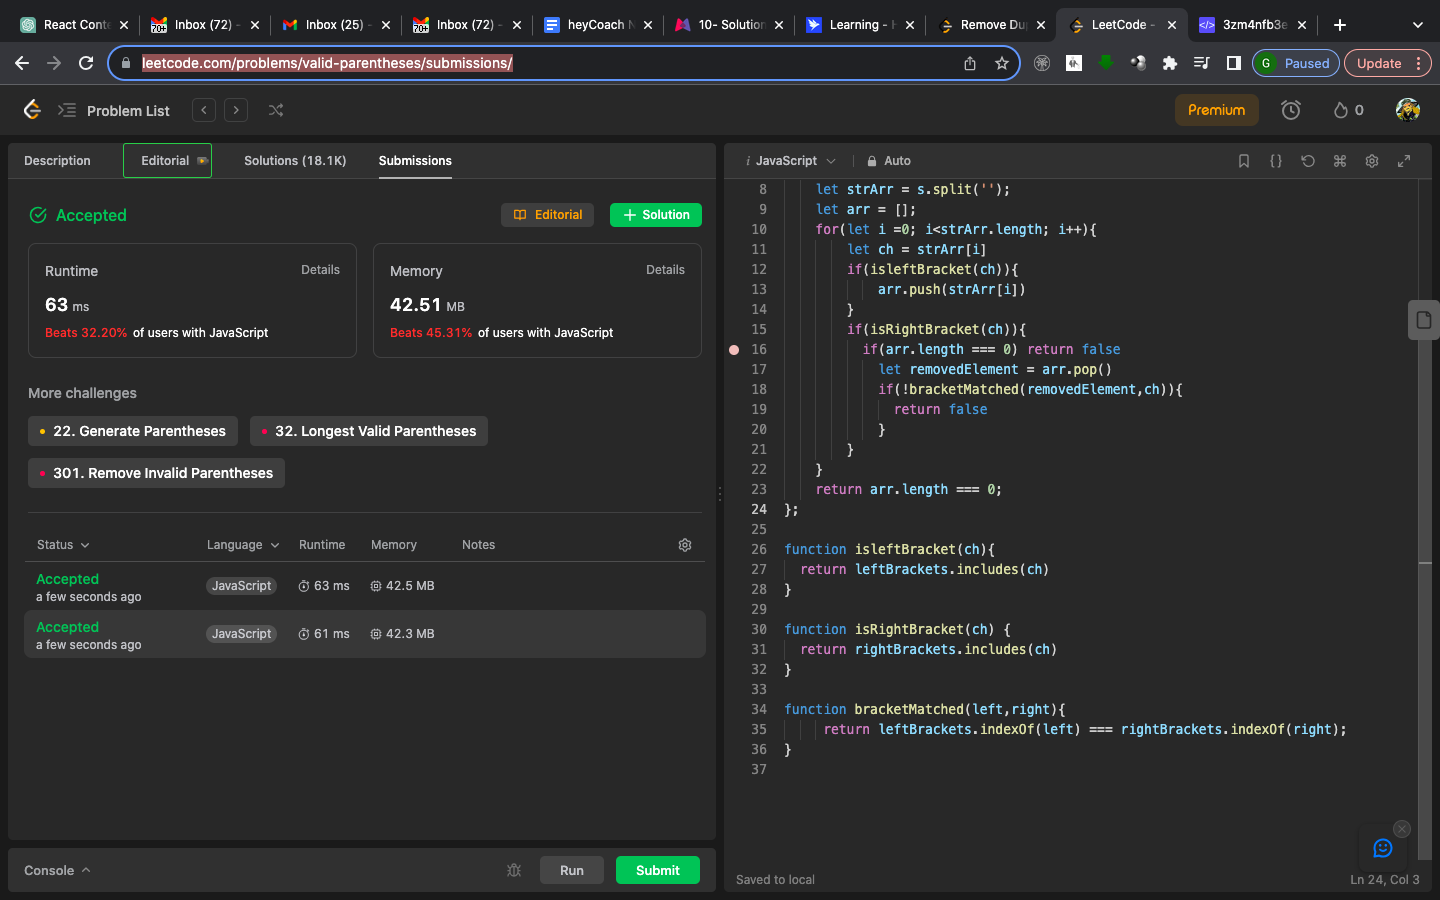 React Conte
Inbox (72) -
Inbox (25) -
Inbox (72) -
heyCoach N
10- Solution
Learning - H
Remove Dup
LeetCode -
3zm4nfb3e
leetcode.com/problems/valid-parentheses/submissions/
G Paused
Update
Problem List
Premium
0
Description
Editorial
Solutions (18.1K)
Submissions
Accepted
Editorial
+ Solution
Runtime
Details
63 ms
Beats 32.20% of users with JavaScript
Memory
Details
42.51 MB
Beats 45.31% of users with JavaScript
More challenges
22. Generate Parentheses
32. Longest Valid Parentheses
301. Remove Invalid Parentheses
Status Language Runtime Memory Notes
Accepted
a few seconds ago
JavaScript 63 ms 42.5 MB
Accepted
a few seconds ago
JavaScript 61 ms 42.3 MB
Console
Run
Submit
i JavaScript
Auto
8 let strArr = s.split('');
9 let arr = [];
10 for(let i =0; i<strArr.length; i++){
11 let ch = strArr[i]
12 if(isleftBracket(ch)){
13 arr.push(strArr[i])
14 }
15 if(isRightBracket(ch)){
16 if(arr.length === 0) return false
17 let removedElement = arr.pop()
18 if(!bracketMatched(removedElement,ch)){
19 return false
20 }
21 }
22 }
23 return arr.length === 0;
24 };
25
26 function isleftBracket(ch){
27 return leftBrackets.includes(ch)
28 }
29
30 function isRightBracket(ch) {
31 return rightBrackets.includes(ch)
32 }
33
34 function bracketMatched(left,right){
35 return leftBrackets.indexOf(left) === rightBrackets.indexOf(right);
36 }
37
Saved to local
Ln 24, Col 3